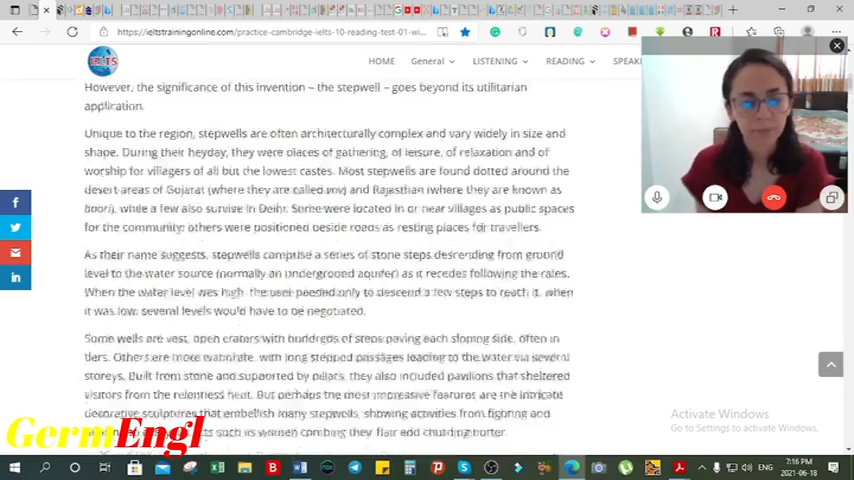 https://ieltstrainingonline.com/practice-cambridge-ielts-10-reading-test-01-wi...
IELTS
HOME General LISTENING READING SPEAKI
However, the significance of this invention – the stepwell – goes beyond its utilitarian
application.
Unique to the region, stepwells are often architecturally complex and vary widely in size and
shape. During their heyday, they were places of gathering, of leisure, of relaxation and of
worship for villagers of all but the lowest castes. Most stepwells are found dotted around the
desert areas of Gujarat (where they are called vav) and Rajasthan (where they are known as
baori), while a few also survive in Delhi. Some were located in or near villages as public spaces
for the community; others were positioned beside roads as resting places for travellers.
As their name suggests, stepwells comprise a series of stone steps descending from ground
level to the water source (normally an underground aquifer) as it recedes following the rains.
When the water level was high, the user needed only to descend a few steps to reach it; when
it was low, several levels would have to be negotiated.
Some wells are vast, open craters with hundreds of steps paving each sloping side, often in
tiers. Others are more elaborate, with long stepped passages leading to the water via several
storeys. Built from stone and supported by pillars, they also included pavilions that sheltered
visitors from the relentless heat. But perhaps the most impressive features are the intricate
decorative sculptures that embellish many stepwells, showing activities from fighting and
such as women combing their hair and churning butter.
GermEngl
Activate Windows
Go to Settings to activate Windows.
ENG
7:16 PM
2021-06-18